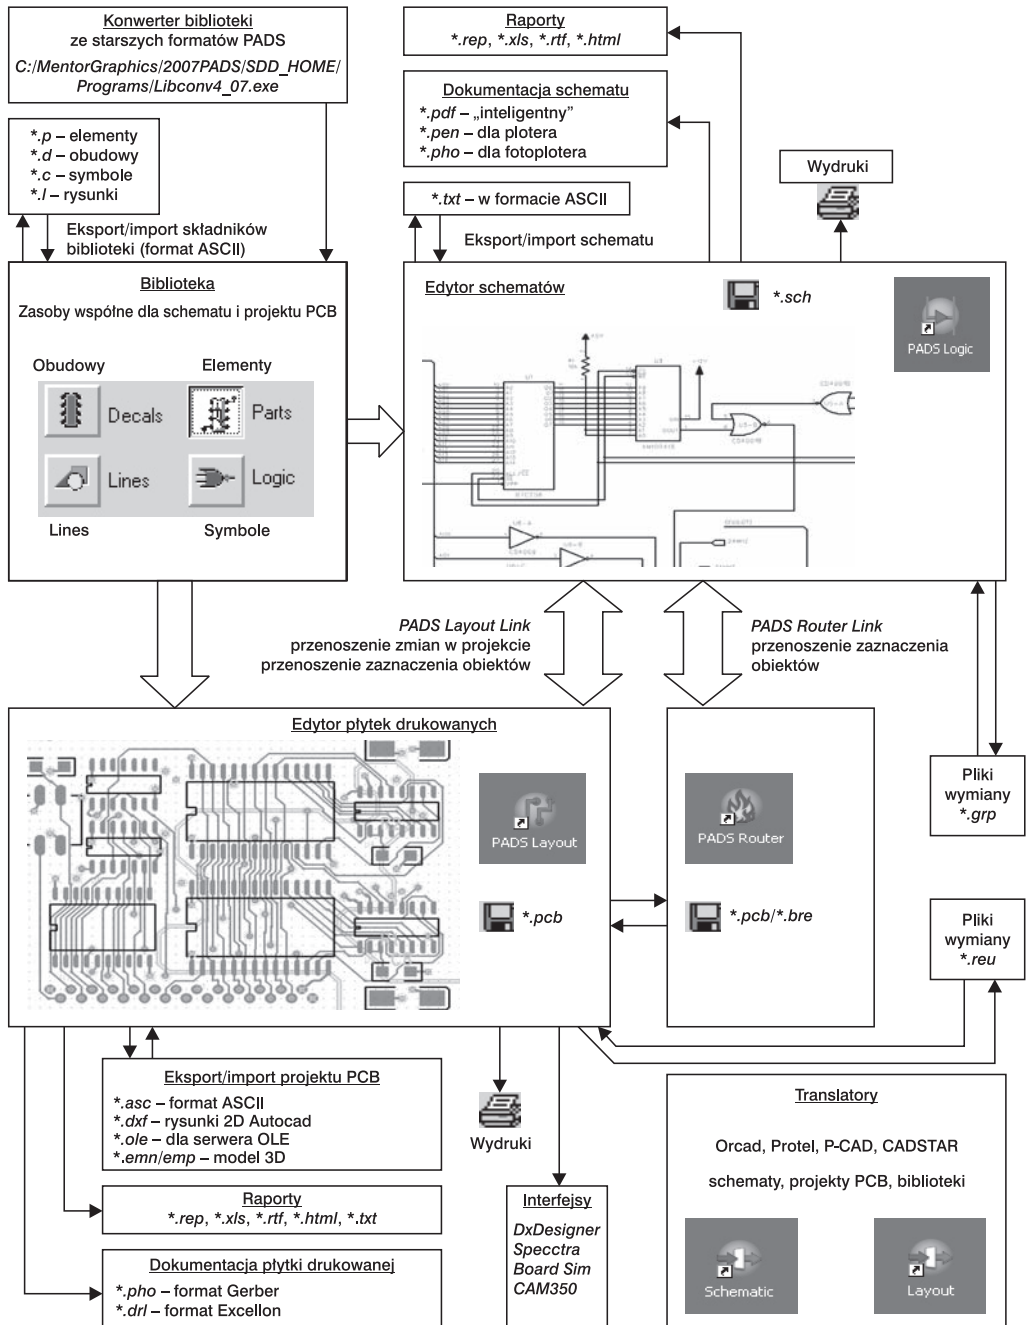 Konwerter biblioteki
ze starszych formatów PADS
C:/MentorGraphics/2007PADS/SDD_HOME/
Programs/Libconv4_07.exe
Raporty
*.rep, *.xls, *.rtf, *.html
Dokumentacja schematu
*.pdf – „inteligentny”
*.pen – dla plotera
*.pho – dla fotoplotera
*.p – elementy
*.d – obudowy
*.c – symbole
*.l – rysunki
*.txt – w formacie ASCII
Wydruki
Eksport/import składników
biblioteki (format ASCII)
Eksport/import schematu
Biblioteka
Zasoby wspólne dla schematu i projektu PCB
Obudowy
Elementy
Decals
Parts
Lines
Logic
Lines
Symbole
Edytor schematów
*.sch
PADS Logic
PADS Layout Link
przenoszenie zmian w projekcie
przenoszenie zaznaczenia obiektów
PADS Router Link
przenoszenie zaznaczenia
obiektów
Edytor płytek drukowanych
PADS Layout
*.pcb
PADS Router
*.pcb/*.bre
Pliki
wymiany
*.grp
Pliki
wymiany
*.reu
Eksport/import projektu PCB
*.asc – format ASCII
*.dxf – rysunki 2D Autocad
*.ole – dla serwera OLE
*.emn/emp – model 3D
Raporty
*.rep, *.xls, *.rtf, *.html, *.txt
Dokumentacja płytki drukowanej
*.pho – format Gerber
*.drl – format Excellon
Wydruki
Interfejsy
DxDesigner
Specctra
Board Sim
CAM350
Translatory
Orcad, Protel, P-CAD, CADSTAR
schematy, projekty PCB, biblioteki
Schematic
Layout